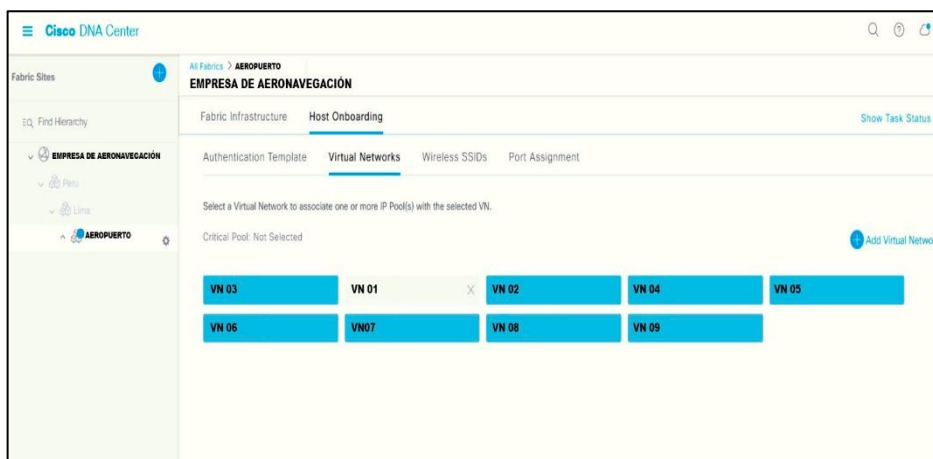 Cisco DNA Center
Fabric Sites
All Fabrics > AEROPUERTO
EMPRESA DE AERONAVEGACIÓN
Find Hierarchy
Fabric Infrastructure Host Onboarding Show Task Status
EMPRESA DE AERONAVEGACIÓN
Authentication Template Virtual Networks Wireless SSIDs Port Assignment
Peru
Lima
Select a Virtual Network to associate one or more IP Pool(s) with the selected VN.
AEROPUERTO
Critical Pool: Not Selected
Add Virtual Netwo
VN 03 VN 01 X VN 02 VN 04 VN 05
VN 06 VN07 VN 08 VN 09